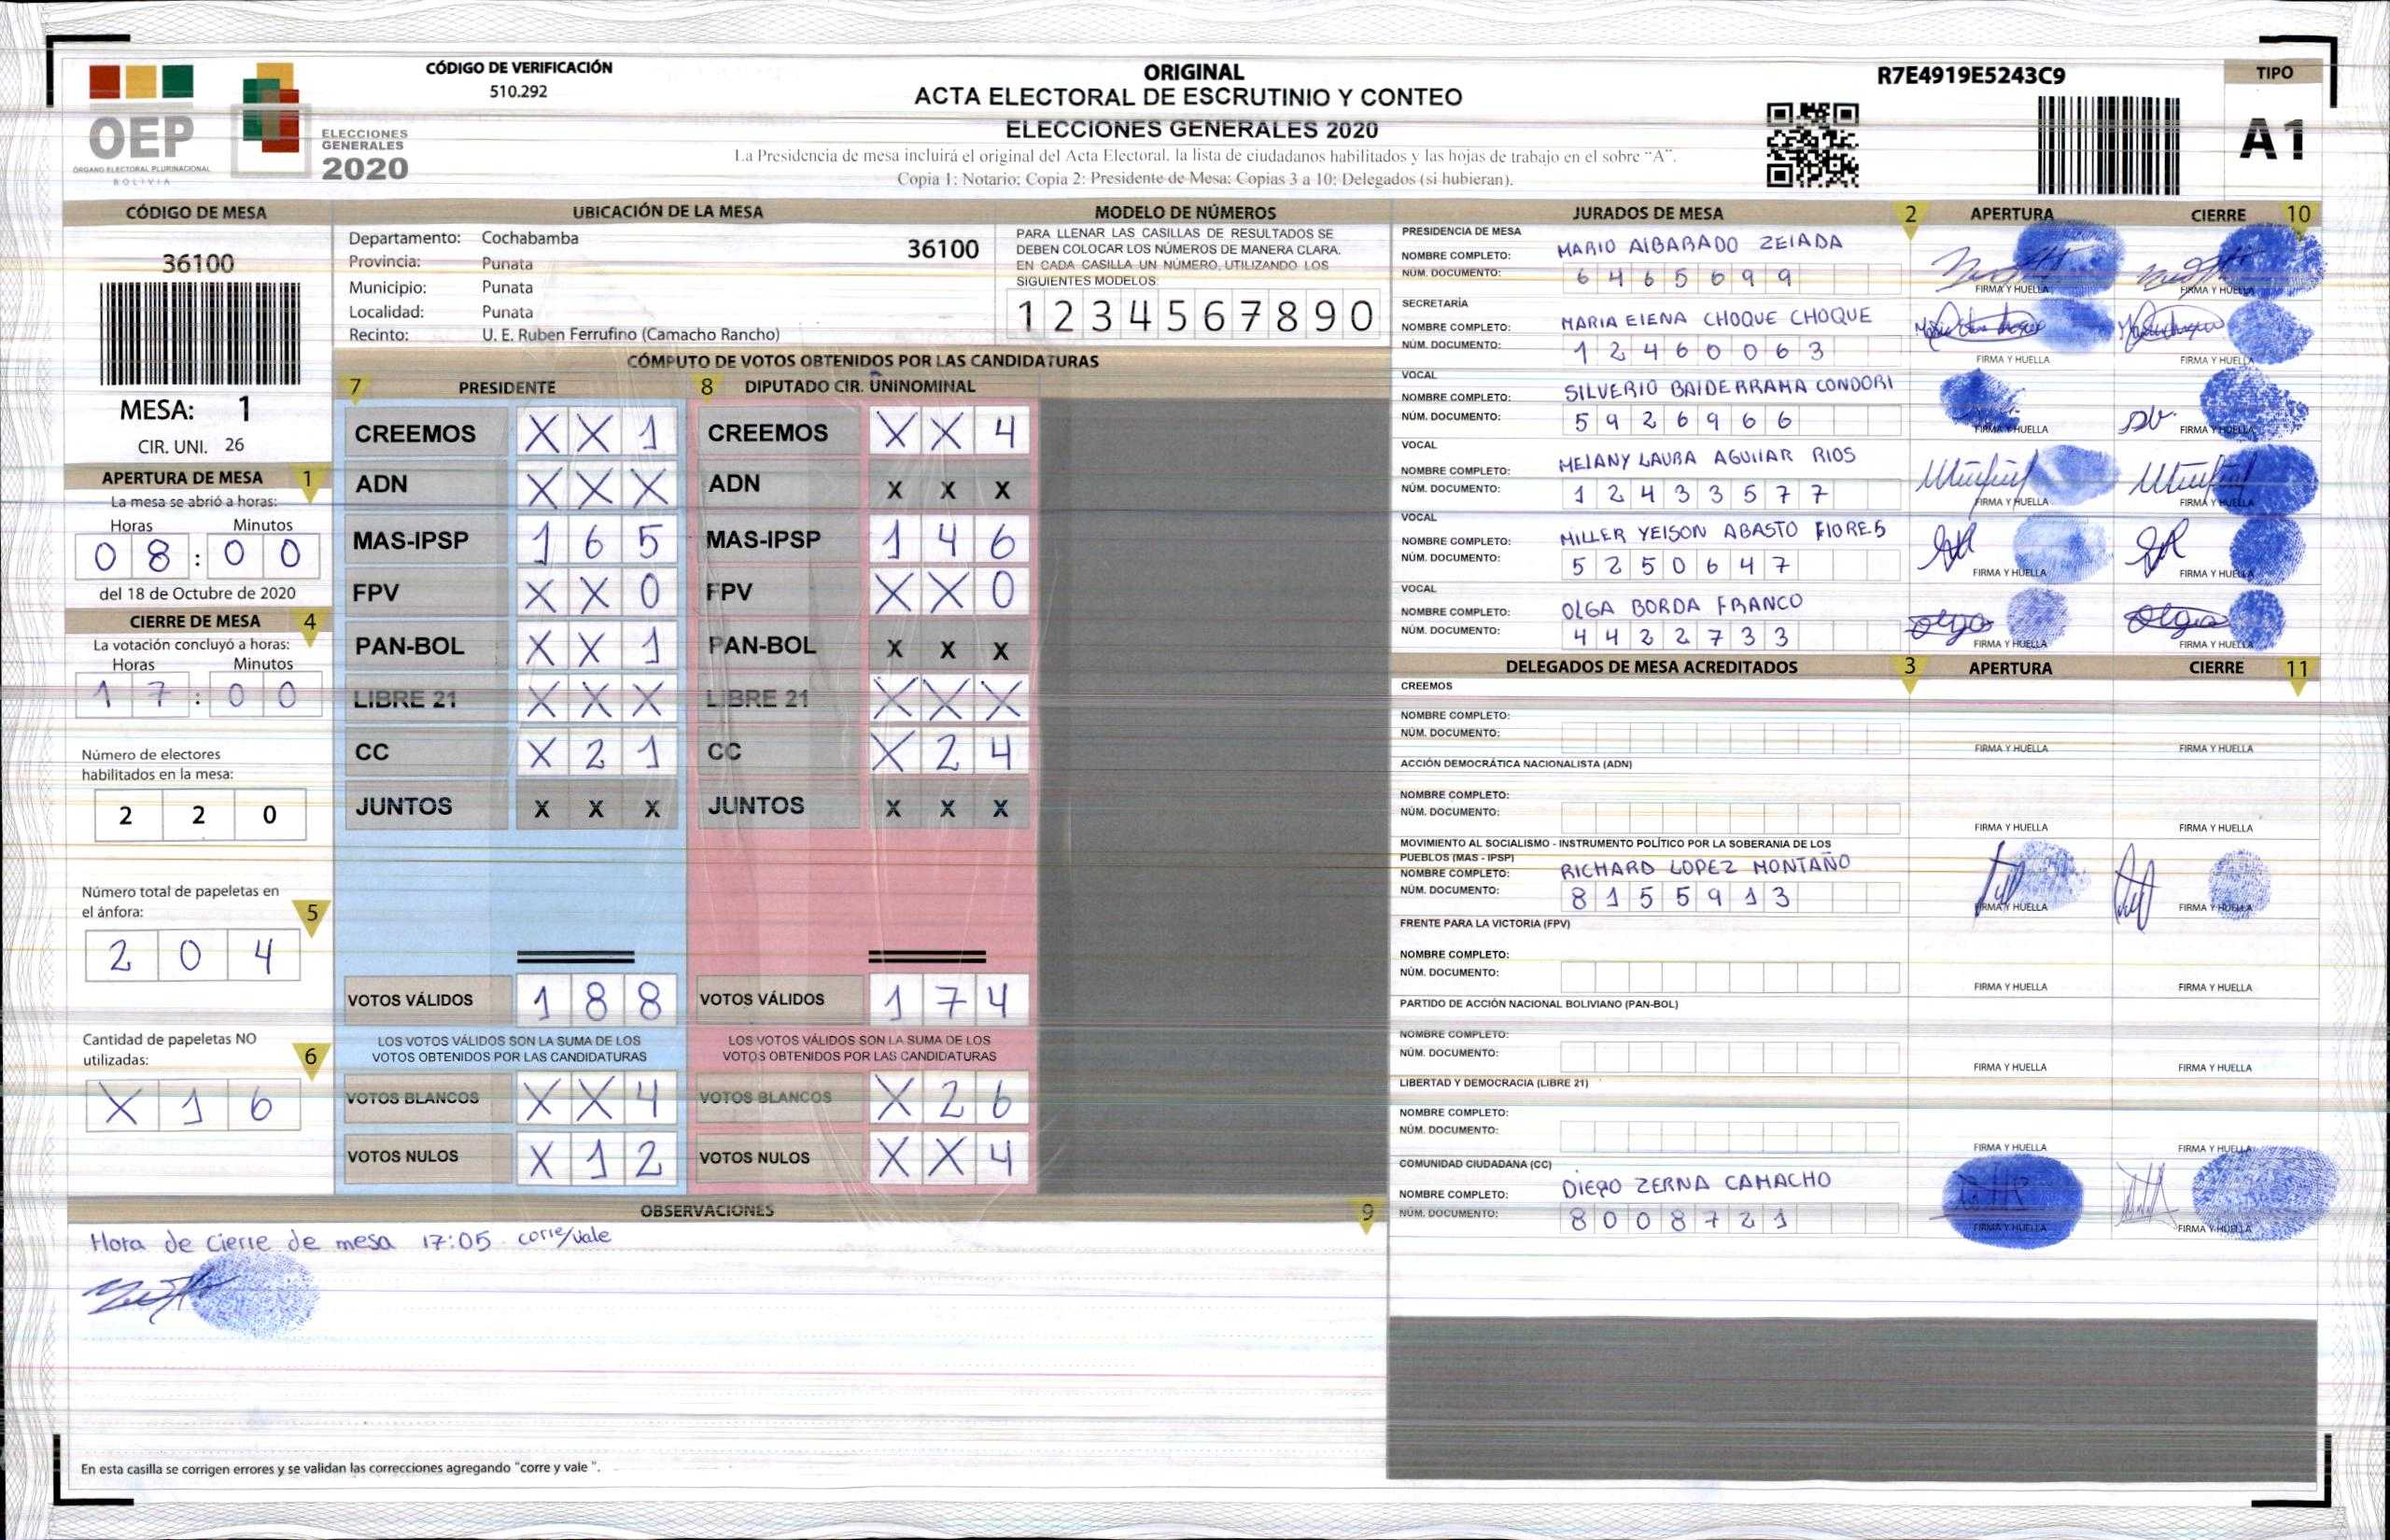 CÓDIGO DE VERIFICACIÓN
510.292
ORIGINAL
ACTA ELECTORAL DE ESCRUTINIO Y CONTEO
ELECCIONES GENERALES 2020
La Presidencia de mesa incluirá el original del Acta Electoral, la lista de ciudadanos habilitados y las hojas de trabajo en el sobre "A".
Copia 1: Notario; Copia 2: Presidente de Mesa; Copias 3 a 10: Delegados (si hubieran).
R7E4919E5243C9
TIPO
A1
OEP
ÓRGANO ELECTORAL PLURINACIONAL
BOLIVIA
ELECCIONES
GENERALES
2020
CÓDIGO DE MESA
36100
MESA: 1
CIR. UNI. 26
APERTURA DE MESA 1
La mesa se abrió a horas:
Horas Minutos
0 8 : 0 0
del 18 de Octubre de 2020
CIERRE DE MESA 4
La votación concluyó a horas:
Horas Minutos
1 7 : 0 0
Número de electores
habilitados en la mesa:
2 2 0
Número total de papeletas en
el ánfora: 5
2 0 4
Cantidad de papeletas NO
utilizadas: 6
X 1 6
UBICACIÓN DE LA MESA
Departamento: Cochabamba
36100
Provincia: Punata
Municipio: Punata
Localidad: Punata
Recinto: U. E. Ruben Ferrufino (Camacho Rancho)
MODELO DE NÚMEROS
PARA LLENAR LAS CASILLAS DE RESULTADOS SE
DEBEN COLOCAR LOS NÚMEROS DE MANERA CLARA.
EN CADA CASILLA UN NÚMERO, UTILIZANDO LOS
SIGUIENTES MODELOS:
1 2 3 4 5 6 7 8 9 0
CÓMPUTO DE VOTOS OBTENIDOS POR LAS CANDIDATURAS
7 PRESIDENTE 8 DIPUTADO CIR. UNINOMINAL
CREEMOS X X 1 CREEMOS X X 4
ADN X X X ADN X X X
MAS-IPSP 1 6 5 MAS-IPSP 1 4 6
FPV X X 0 FPV X X 0
PAN-BOL X X 1 PAN-BOL X X X
LIBRE 21 X X X LIBRE 21 X X X
CC X 2 1 CC X 2 4
JUNTOS X X X JUNTOS X X X
VOTOS VÁLIDOS 1 8 8 VOTOS VÁLIDOS 1 7 4
LOS VOTOS VÁLIDOS SON LA SUMA DE LOS LOS VOTOS VÁLIDOS SON LA SUMA DE LOS
VOTOS OBTENIDOS POR LAS CANDIDATURAS VOTOS OBTENIDOS POR LAS CANDIDATURAS
VOTOS BLANCOS X X 4 VOTOS BLANCOS X 2 6
VOTOS NULOS X 1 2 VOTOS NULOS X X 4
OBSERVACIONES 9
Hora de cierre de mesa 17:05 corre/vale
En esta casilla se corrigen errores y se validan las correcciones agregando "corre y vale ".
JURADOS DE MESA 2 APERTURA CIERRE 10
PRESIDENCIA DE MESA
NOMBRE COMPLETO: MARIO AlBARADO ZElADA
NÚM. DOCUMENTO: 6 4 6 5 0 9 9
FIRMA Y HUELLA FIRMA Y HUELLA
SECRETARÍA
NOMBRE COMPLETO: MARIA ElENA CHOQUE CHOQUE
NÚM. DOCUMENTO: 1 2 4 6 0 0 6 3
FIRMA Y HUELLA FIRMA Y HUELLA
VOCAL
NOMBRE COMPLETO: SILVERIO BAlDERRAMA CONDORI
NÚM. DOCUMENTO: 5 9 2 6 9 6 6
FIRMA Y HUELLA FIRMA Y HUELLA
VOCAL
NOMBRE COMPLETO: MElANY LAURA AGUIlAR RIOS
NÚM. DOCUMENTO: 1 2 4 3 3 5 7 7
FIRMA Y HUELLA FIRMA Y HUELLA
VOCAL
NOMBRE COMPLETO: MILLER YEISON ABASTO FlORES
NÚM. DOCUMENTO: 5 2 5 0 6 4 7
FIRMA Y HUELLA FIRMA Y HUELLA
VOCAL
NOMBRE COMPLETO: OLGA BORDA FRANCO
NÚM. DOCUMENTO: 4 4 2 2 7 3 3
Olga Olga
FIRMA Y HUELLA FIRMA Y HUELLA
DELEGADOS DE MESA ACREDITADOS 3 APERTURA CIERRE 11
CREEMOS
NOMBRE COMPLETO:
NÚM. DOCUMENTO:
FIRMA Y HUELLA FIRMA Y HUELLA
ACCIÓN DEMOCRÁTICA NACIONALISTA (ADN)
NOMBRE COMPLETO:
NÚM. DOCUMENTO:
FIRMA Y HUELLA FIRMA Y HUELLA
MOVIMIENTO AL SOCIALISMO - INSTRUMENTO POLÍTICO POR LA SOBERANIA DE LOS
PUEBLOS (MAS - IPSP)
NOMBRE COMPLETO: RICHARD LOPEZ MONTAÑO
NÚM. DOCUMENTO: 8 1 5 5 9 1 3
FIRMA Y HUELLA FIRMA Y HUELLA
FRENTE PARA LA VICTORIA (FPV)
NOMBRE COMPLETO:
NÚM. DOCUMENTO:
FIRMA Y HUELLA FIRMA Y HUELLA
PARTIDO DE ACCIÓN NACIONAL BOLIVIANO (PAN-BOL)
NOMBRE COMPLETO:
NÚM. DOCUMENTO:
FIRMA Y HUELLA FIRMA Y HUELLA
LIBERTAD Y DEMOCRACIA (LIBRE 21)
NOMBRE COMPLETO:
NÚM. DOCUMENTO:
FIRMA Y HUELLA FIRMA Y HUELLA
COMUNIDAD CIUDADANA (CC)
NOMBRE COMPLETO: DIEGO ZERNA CAMACHO
NÚM. DOCUMENTO: 8 0 0 8 7 2 1
FIRMA Y HUELLA FIRMA Y HUELLA